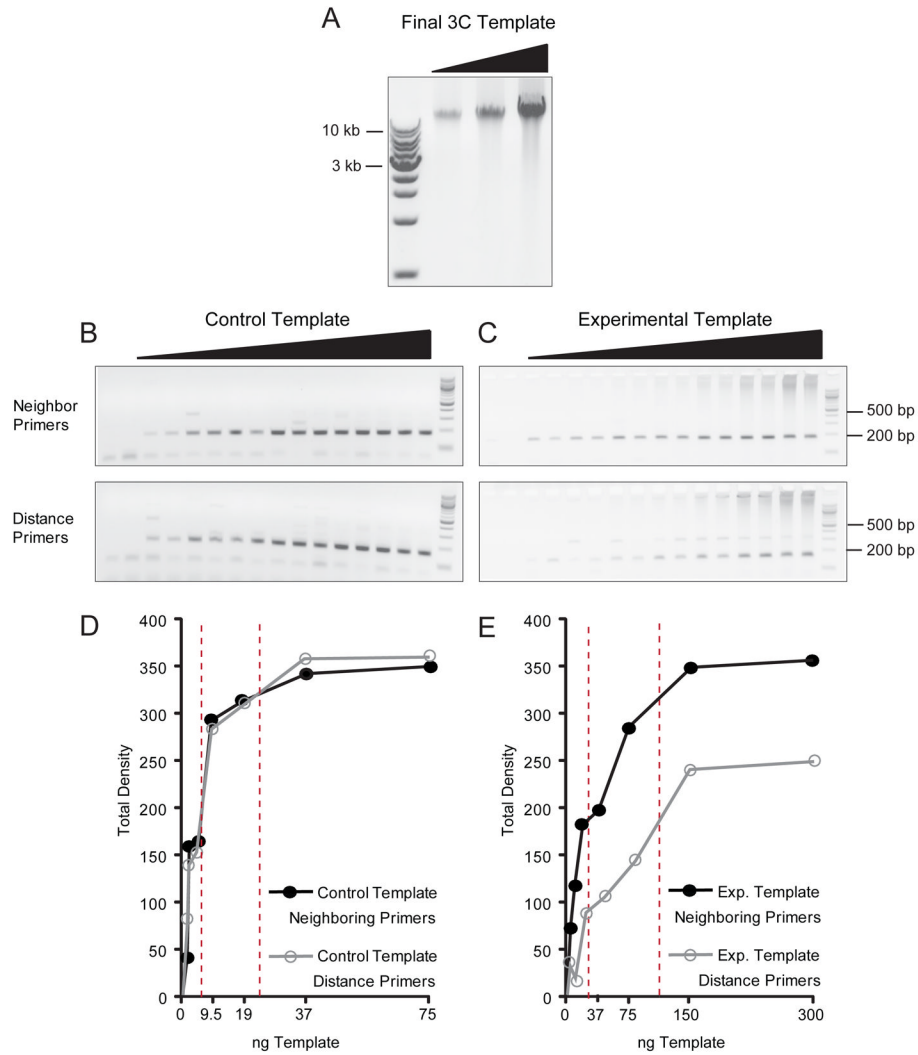 A
Final 3C Template
10 kb
3 kb
B
Control Template
C
Experimental Template
Neighbor
Primers
500 bp
200 bp
Distance
Primers
500 bp
200 bp
D
400
350
300
250
200
150
100
50
0
Total Density
0 9.5 19 37 75
ng Template
Control Template
Neighboring Primers
Control Template
Distance Primers
E
400
350
300
250
200
150
100
50
0
Total Density
0 37 75 150 300
ng Template
Exp. Template
Neighboring Primers
Exp. Template
Distance Primers